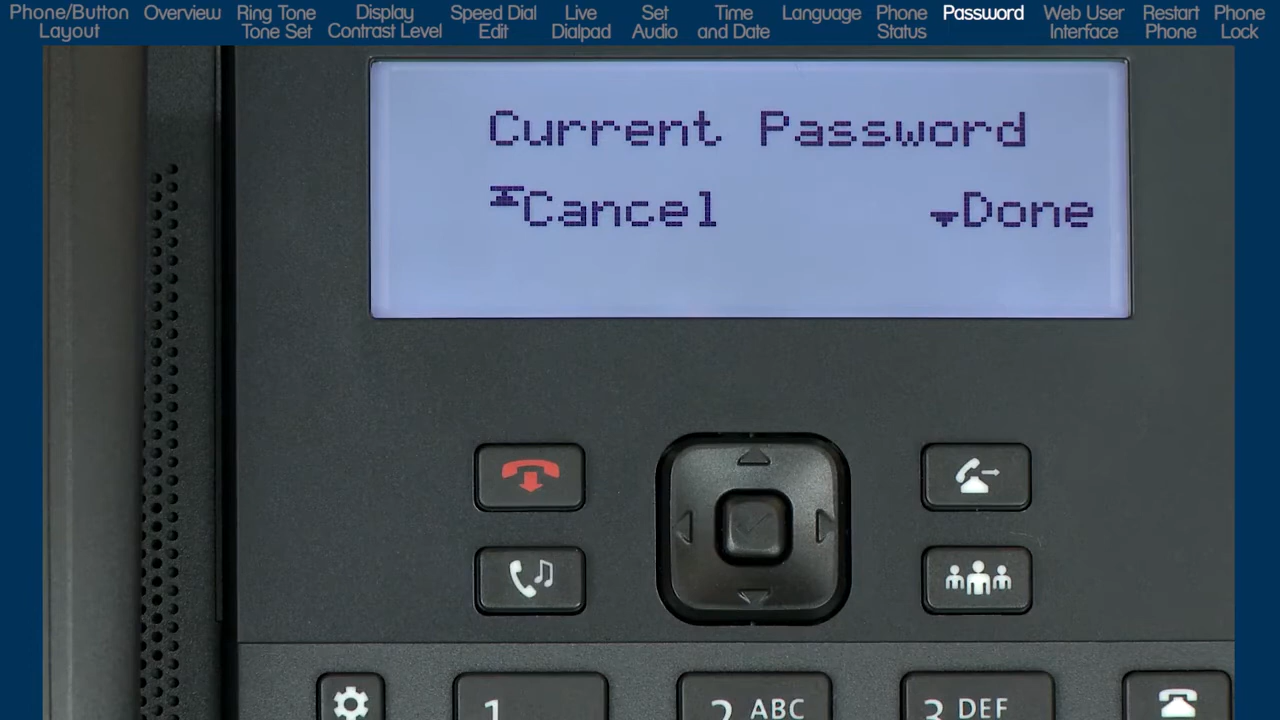 Phone/Button Layout
Overview
Ring Tone Tone Set
Display Contrast Level
Speed Dial Edit
Live Dialpad
Set Audio
Time and Date
Language
Phone Status
Password
Web User Interface
Restart Phone
Phone Lock
Current Password
Cancel
Done
1
2 ABC
3 DEF